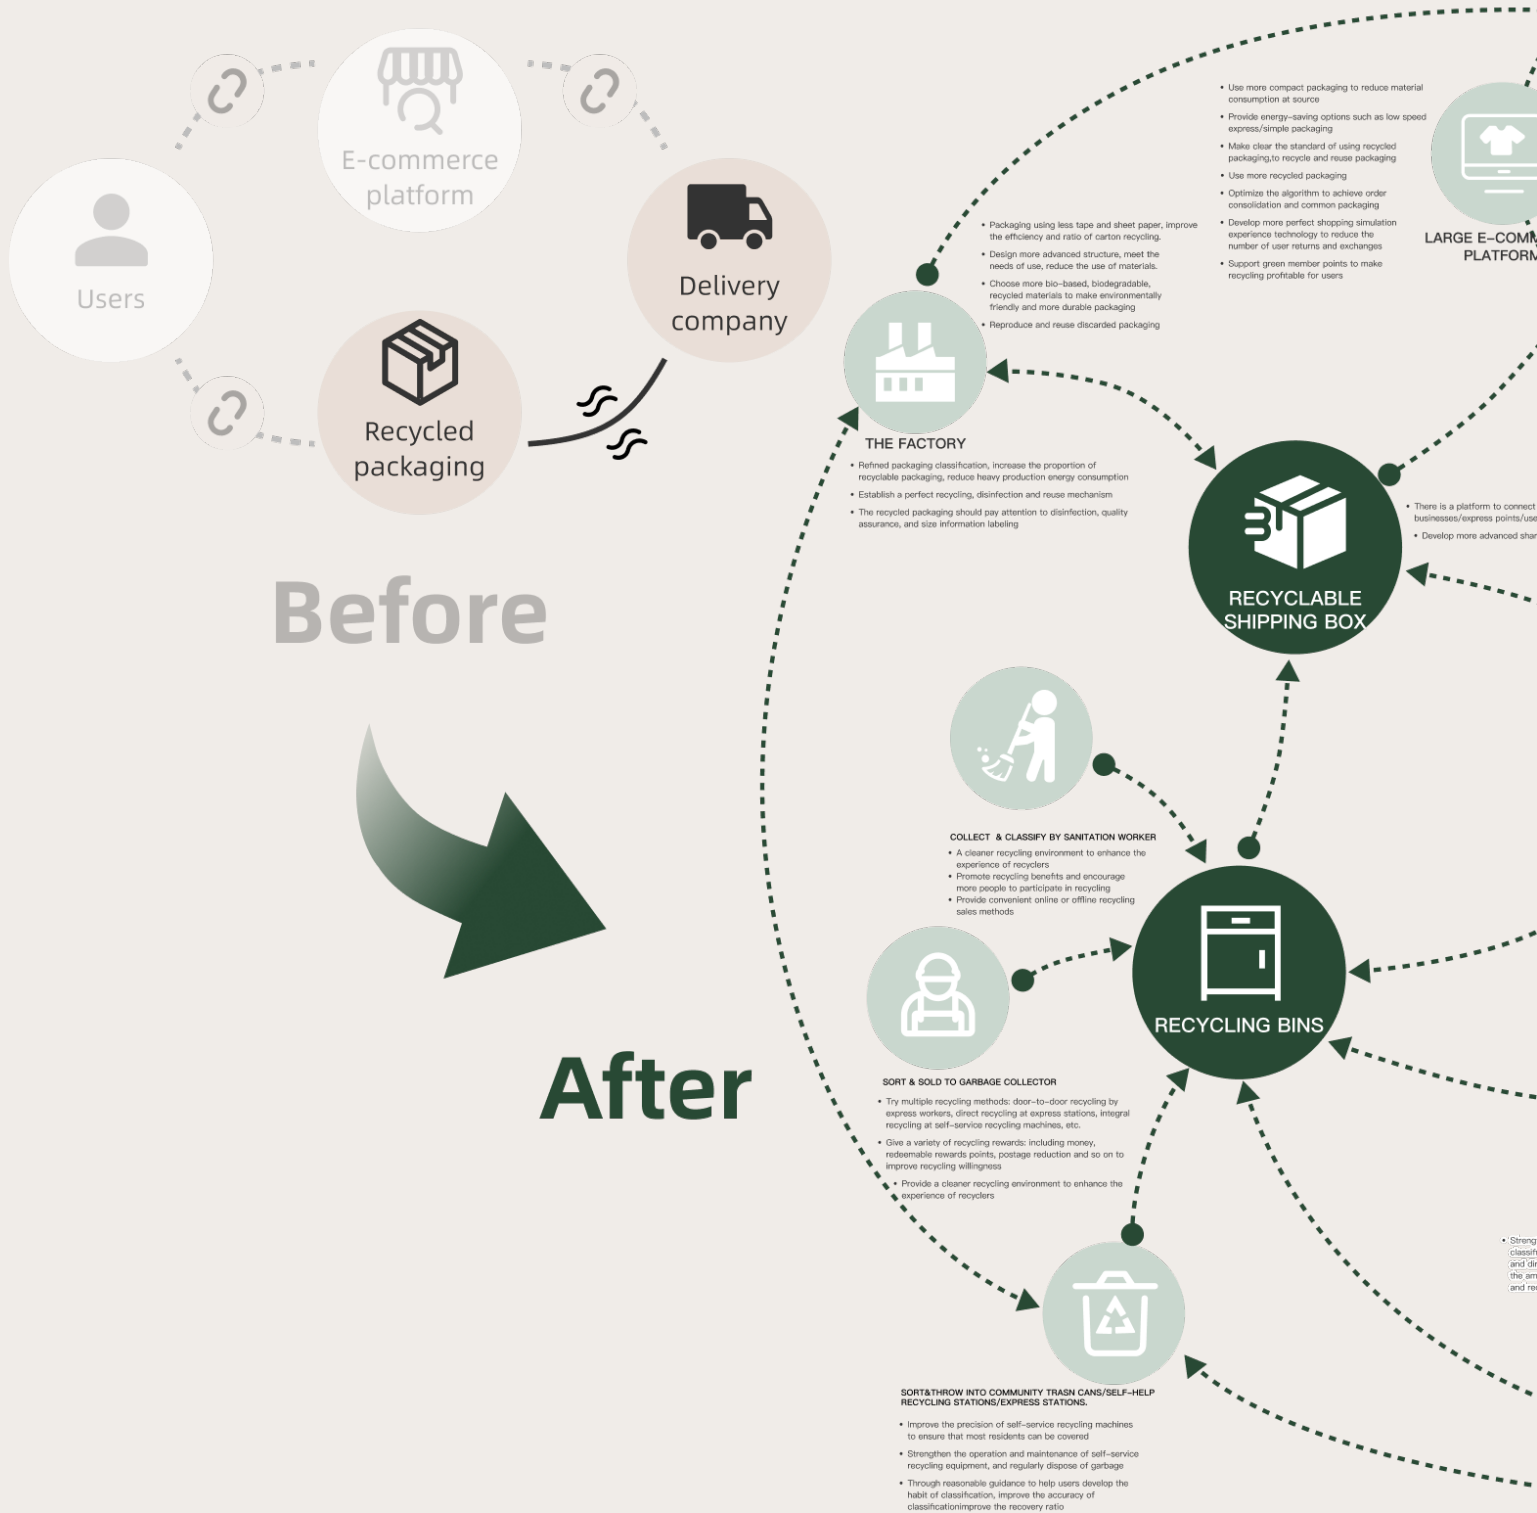 E-commerce
platform
Users
Delivery
company
Recycled
packaging
Before
After
• Use more compact packaging to reduce material
consumption at source
• Provide energy-saving options such as low speed
express/simple packaging
• Make clear the standard of using recycled
packaging,to recycle and reuse packaging
• Use more recycled packaging
• Optimize the algorithm to achieve order
consolidation and common packaging
• Develop more perfect shopping simulation
experience technology to reduce the
number of user returns and exchanges
• Support green member points to make
recycling profitable for users
LARGE E-COMM
PLATFORM
• Packaging using less tape and sheet paper, improve
the efficiency and ratio of carton recycling.
• Design more advanced structure, meet the
needs of use, reduce the use of materials.
• Choose more bio-based, biodegradable,
recycled materials to make environmentally
friendly and more durable packaging
• Reproduce and reuse discarded packaging
THE FACTORY
• Refined packaging classification, increase the proportion of
recyclable packaging, reduce heavy production energy consumption
• Establish a perfect recycling, disinfection and reuse mechanism
• The recycled packaging should pay attention to disinfection, quality
assurance, and size information labeling
• There is a platform to connect
businesses/express points/use
• Develop more advanced shar
RECYCLABLE
SHIPPING BOX
COLLECT & CLASSIFY BY SANITATION WORKER
• A cleaner recycling environment to enhance the
experience of recyclers
• Promote recycling benefits and encourage
more people to participate in recycling
• Provide convenient online or offline recycling
sales methods
RECYCLING BINS
SORT & SOLD TO GARBAGE COLLECTOR
• Try multiple recycling methods: door-to-door recycling by
express workers, direct recycling at express stations, integral
recycling at self-service recycling machines, etc.
• Give a variety of recycling rewards: including money,
redeemable rewards points, postage reduction and so on to
improve recycling willingness
• Provide a cleaner recycling environment to enhance the
experience of recyclers
• Streng
classifi
and dir
the am
and rec
SORT&THROW INTO COMMUNITY TRASN CANS/SELF-HELP
RECYCLING STATIONS/EXPRESS STATIONS.
• Improve the precision of self-service recycling machines
to ensure that most residents can be covered
• Strengthen the operation and maintenance of self-service
recycling equipment, and regularly dispose of garbage
• Through reasonable guidance to help users develop the
habit of classification, improve the accuracy of
classificationimprove the recovery ratio